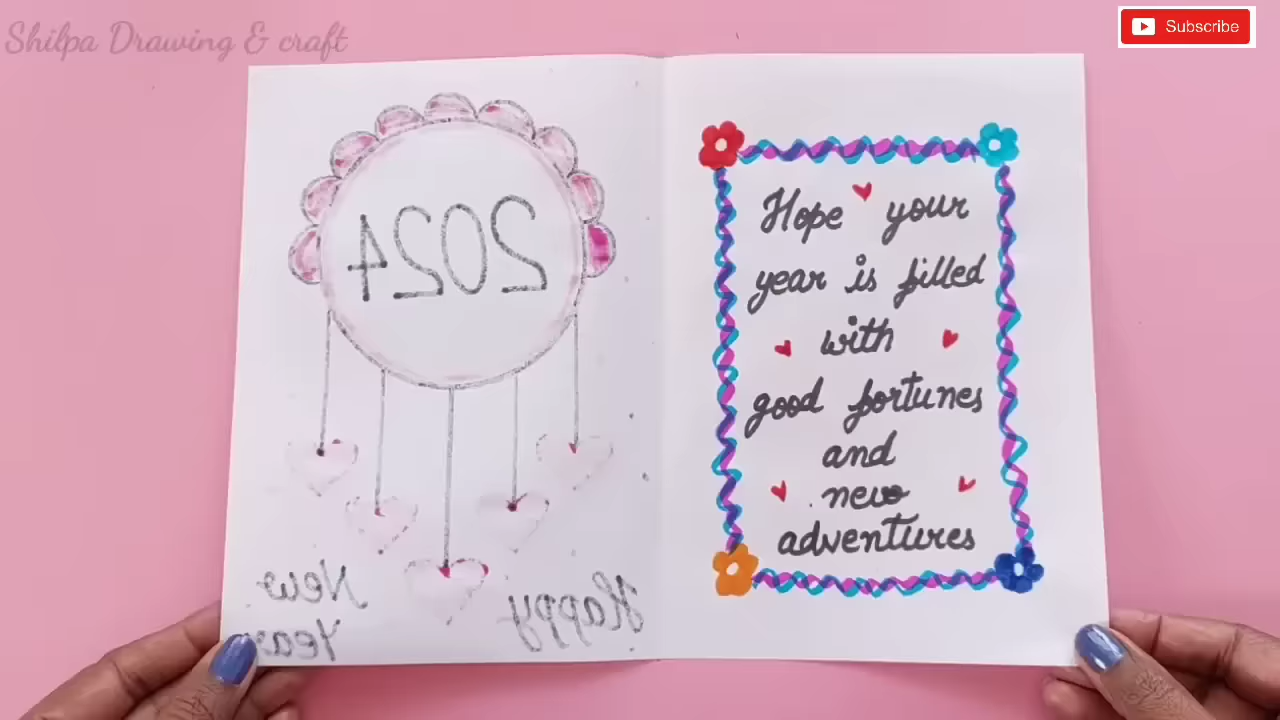 Shilpa Drawing & craft
Subscribe
2024
Happy
New
Year
Hope your
year is filled
with
good fortunes
and
new
adventures